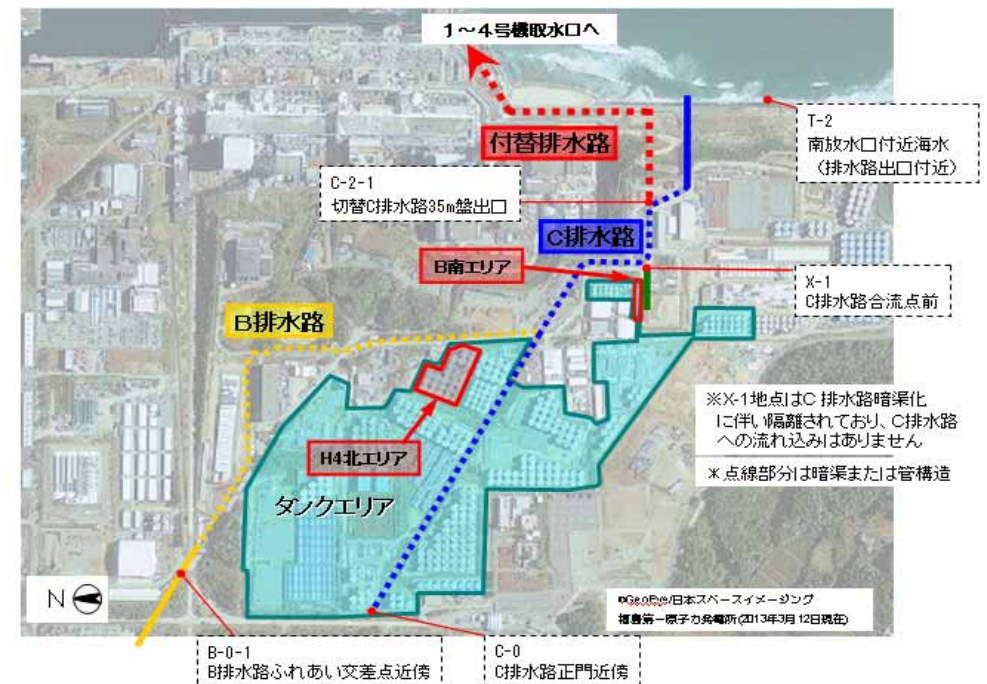 1～4号機取水口へ
付替排水路
T-2
南放水口付近海水
(排水路出口付近)
C-2-1
切替C排水路35m盤出口
C排水路
B南エリア
X-1
C排水路合流点前
B排水路
※X-1地点はC排水路暗渠化
に伴い隔離されており、C排水路
への流れ込みはありません
*点線部分は暗渠または管構造
H4北エリア
タンクエリア
N
©GeoEye/日本スペースイメージング
福島第一原子力発電所(2013年3月12日現在)
B-0-1
B排水路ふれあい交差点近傍
C-0
C排水路正門近傍